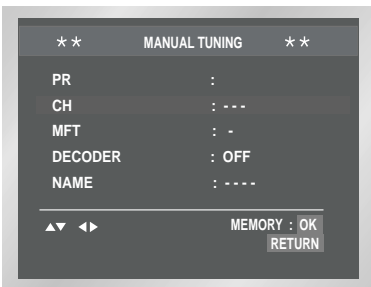 ** MANUAL TUNING **
PR :
CH : ---
MFT : -
DECODER : OFF
NAME : ----
▲▼ ◀▶ MEMORY : OK
RETURN